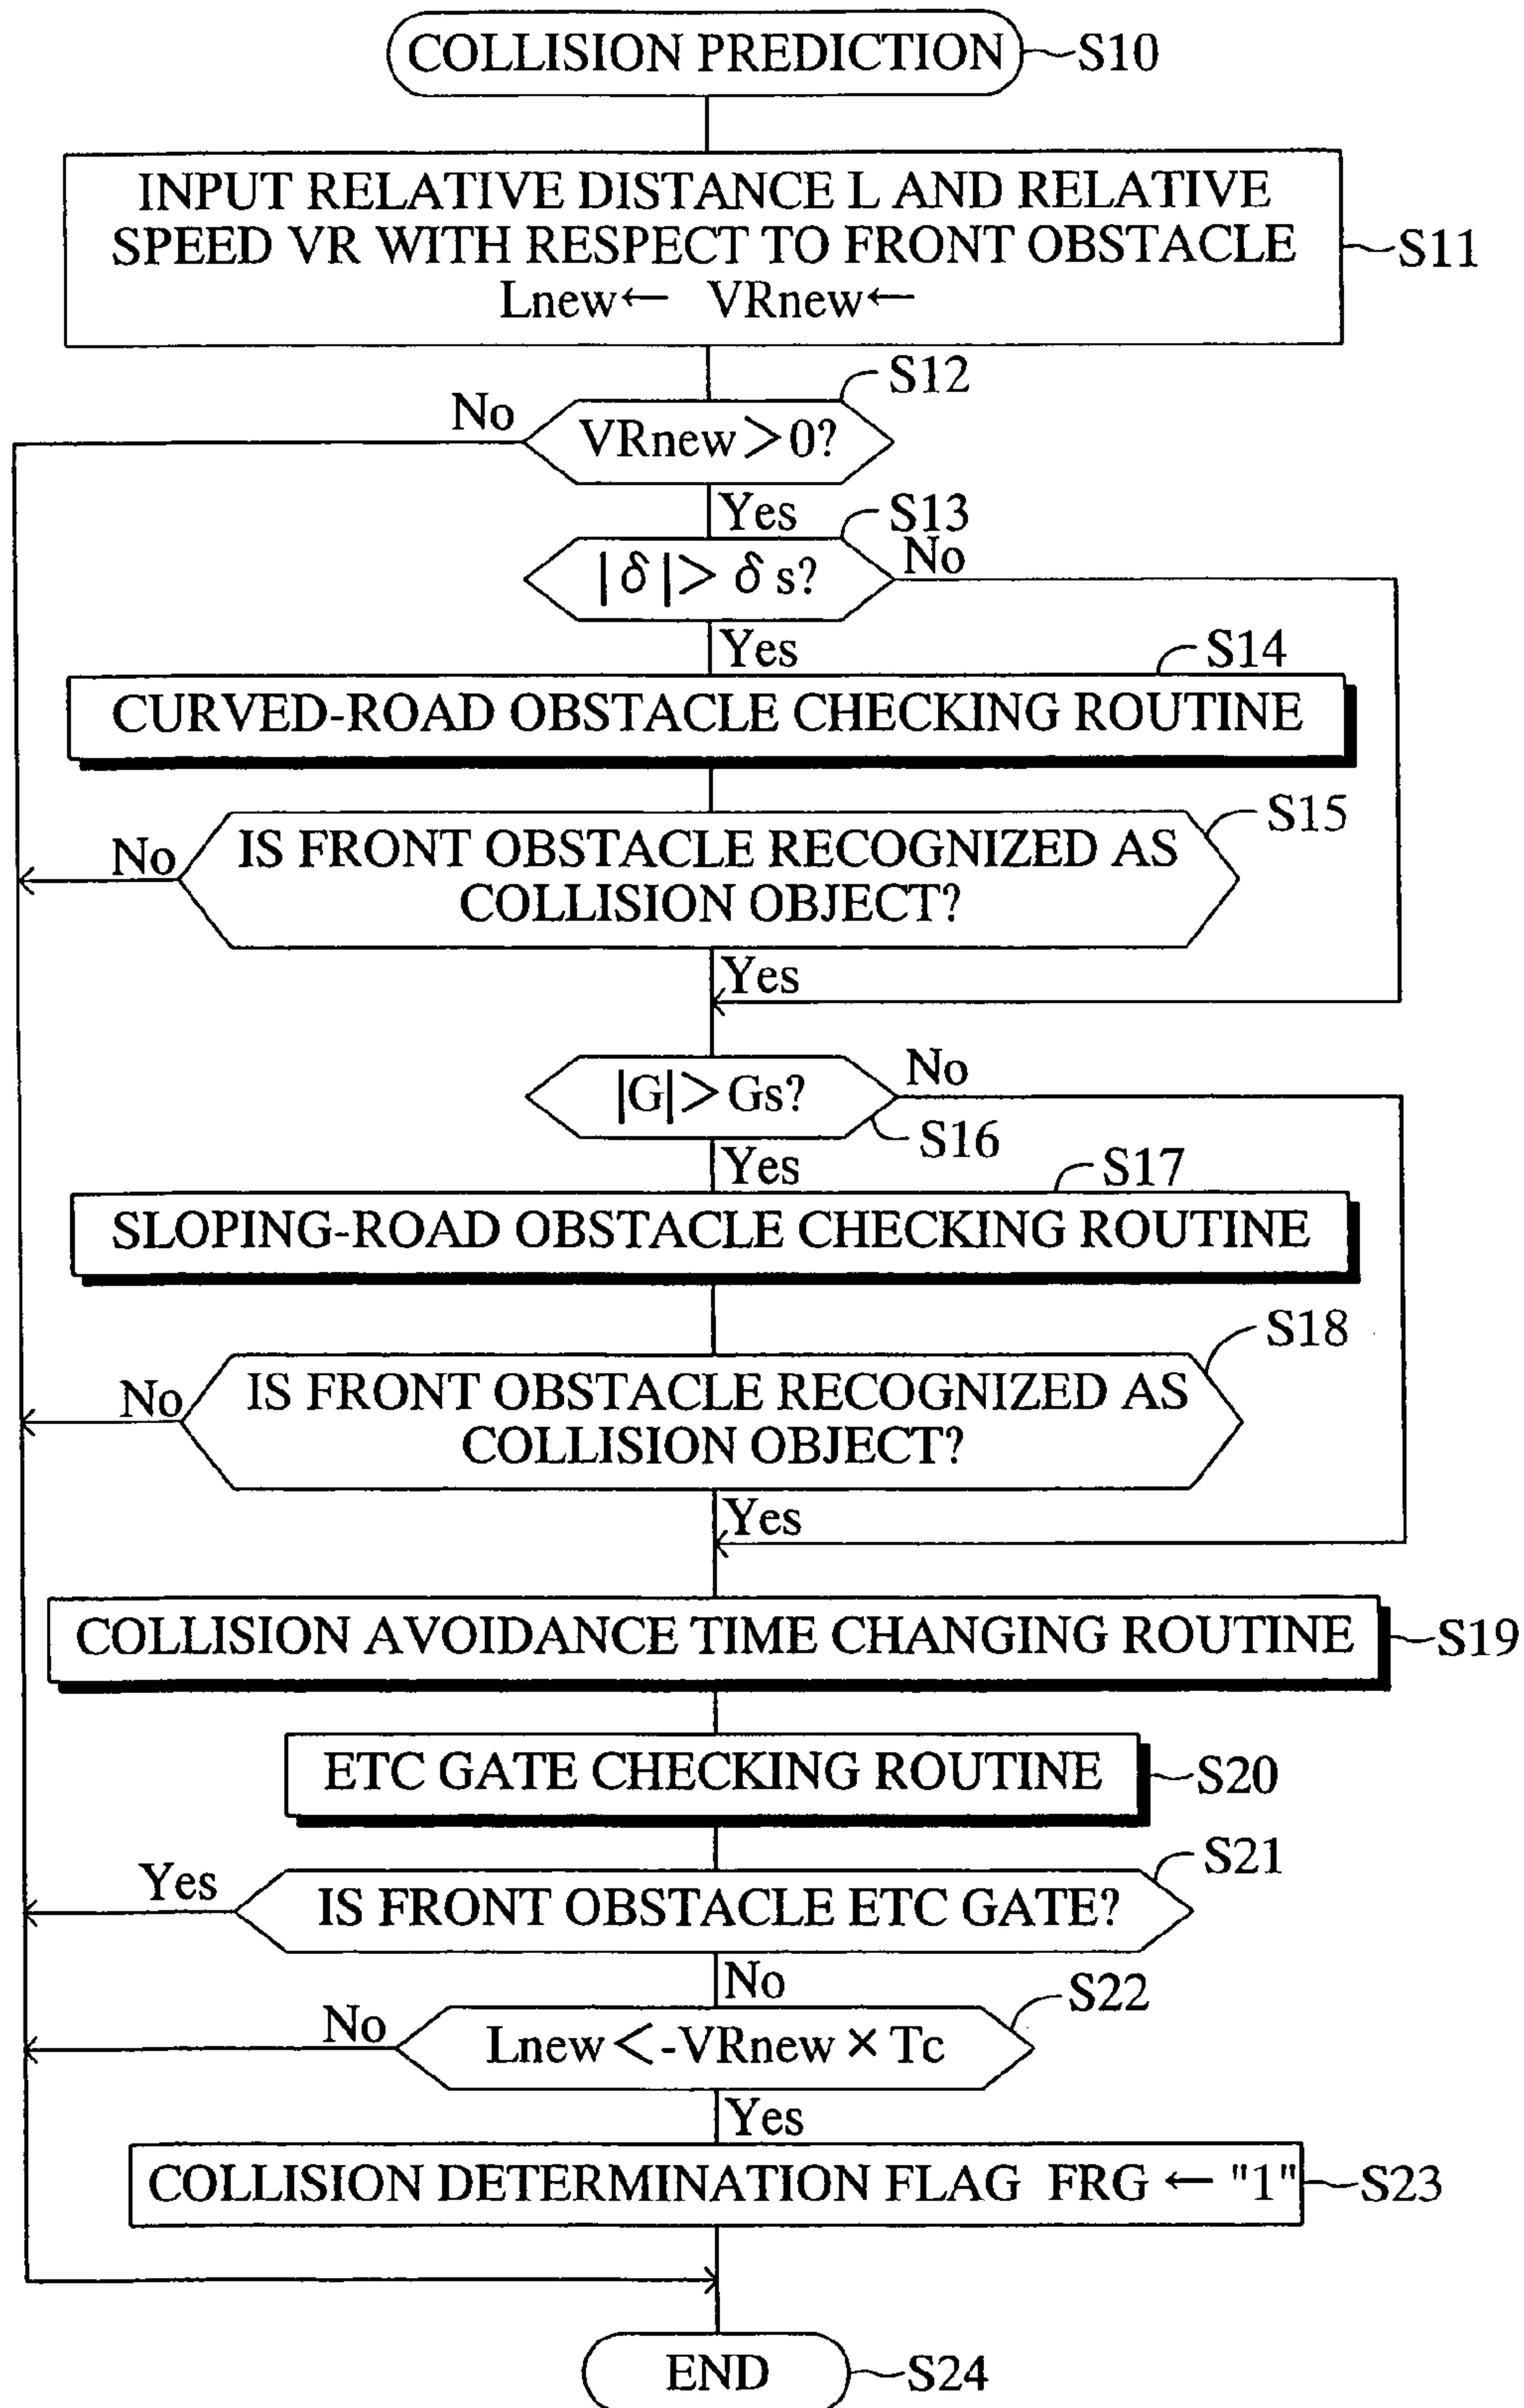 COLLISION PREDICTION
S10
INPUT RELATIVE DISTANCE L AND RELATIVE
SPEED VR WITH RESPECT TO FRONT OBSTACLE
Lnew← VRnew←
S11
S12
No
VRnew>0?
Yes
S13
|δ|> δs?
No
Yes
S14
CURVED-ROAD OBSTACLE CHECKING ROUTINE
S15
No
IS FRONT OBSTACLE RECOGNIZED AS
COLLISION OBJECT?
Yes
|G|>Gs?
No
S16
Yes
S17
SLOPING-ROAD OBSTACLE CHECKING ROUTINE
S18
No
IS FRONT OBSTACLE RECOGNIZED AS
COLLISION OBJECT?
Yes
COLLISION AVOIDANCE TIME CHANGING ROUTINE
S19
ETC GATE CHECKING ROUTINE
S20
S21
Yes
IS FRONT OBSTACLE ETC GATE?
No
S22
No
Lnew<-VRnew×Tc
Yes
COLLISION DETERMINATION FLAG FRG ← "1"
S23
END
S24